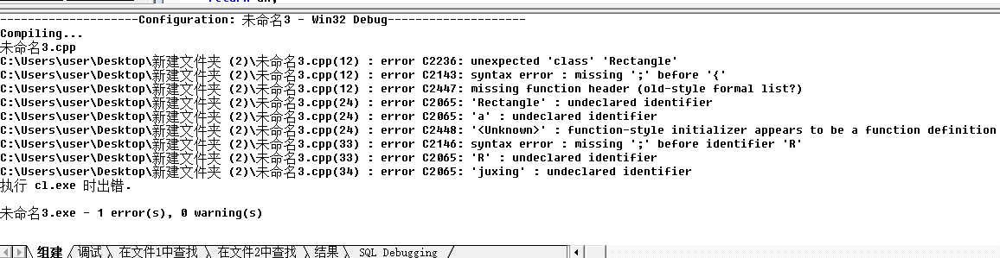 return an;
--------------------Configuration: 未命名3 - Win32 Debug--------------------
Compiling...
未命名3.cpp
C:\Users\user\Desktop\新建文件夹 (2)\未命名3.cpp(12) : error C2236: unexpected 'class' 'Rectangle'
C:\Users\user\Desktop\新建文件夹 (2)\未命名3.cpp(12) : error C2143: syntax error : missing ';' before '{'
C:\Users\user\Desktop\新建文件夹 (2)\未命名3.cpp(12) : error C2447: missing function header (old-style formal list?)
C:\Users\user\Desktop\新建文件夹 (2)\未命名3.cpp(24) : error C2065: 'Rectangle' : undeclared identifier
C:\Users\user\Desktop\新建文件夹 (2)\未命名3.cpp(24) : error C2065: 'a' : undeclared identifier
C:\Users\user\Desktop\新建文件夹 (2)\未命名3.cpp(24) : error C2448: '<Unknown>' : function-style initializer appears to be a function definition
C:\Users\user\Desktop\新建文件夹 (2)\未命名3.cpp(33) : error C2146: syntax error : missing ';' before identifier 'R'
C:\Users\user\Desktop\新建文件夹 (2)\未命名3.cpp(33) : error C2065: 'R' : undeclared identifier
C:\Users\user\Desktop\新建文件夹 (2)\未命名3.cpp(34) : error C2065: 'juxing' : undeclared identifier
执行 cl.exe 时出错.
未命名3.exe - 1 error(s), 0 warning(s)
组建 调试 在文件1中查找 在文件2中查找 结果 SQL Debugging